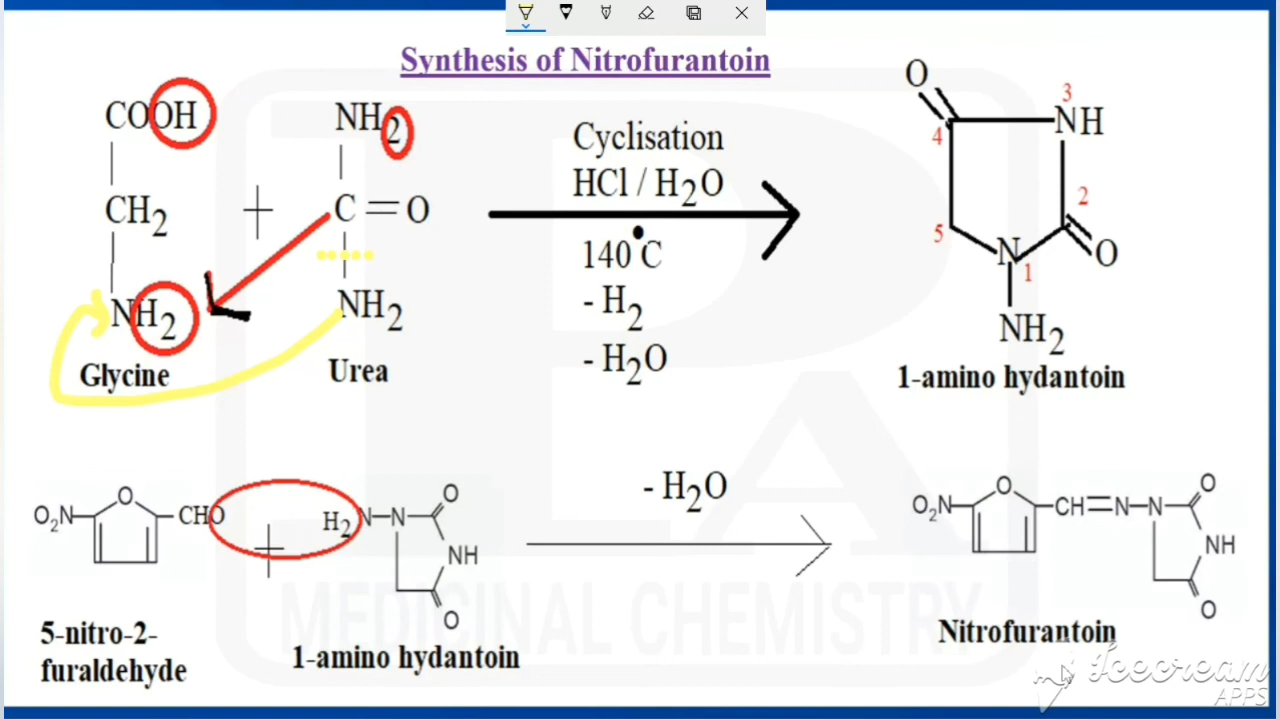 Synthesis of Nitrofurantoin
COOH
CH2
NH2
Glycine
+
NH2
C=O
NH2
Urea
Cyclisation
HCl / H2O
140°C
- H2
- H2O
O
4
3
NH
2
5
N
1
O
NH2
1-amino hydantoin
O2N
O
CHO
5-nitro-2-
furaldehyde
+
H2N-N
O
NH
O
1-amino hydantoin
- H2O
O2N
O
CH=N-N
O
NH
O
Nitrofurantoin
MEDICINAL CHEMISTRY
Icecream
APPS